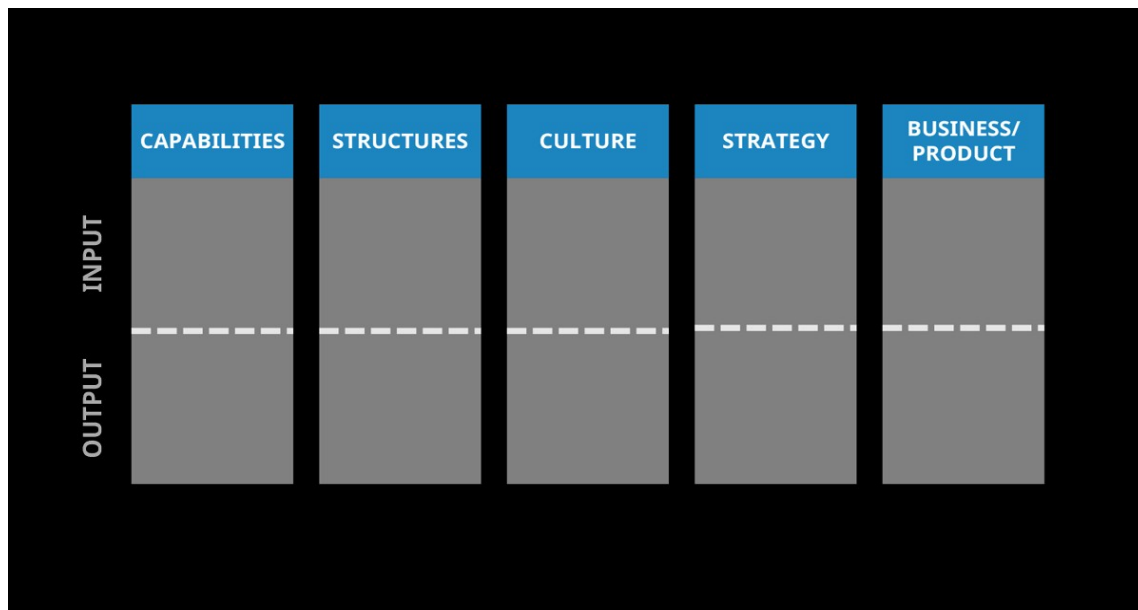 CAPABILITIES
STRUCTURES
CULTURE
STRATEGY
BUSINESS/
PRODUCT
INPUT
OUTPUT